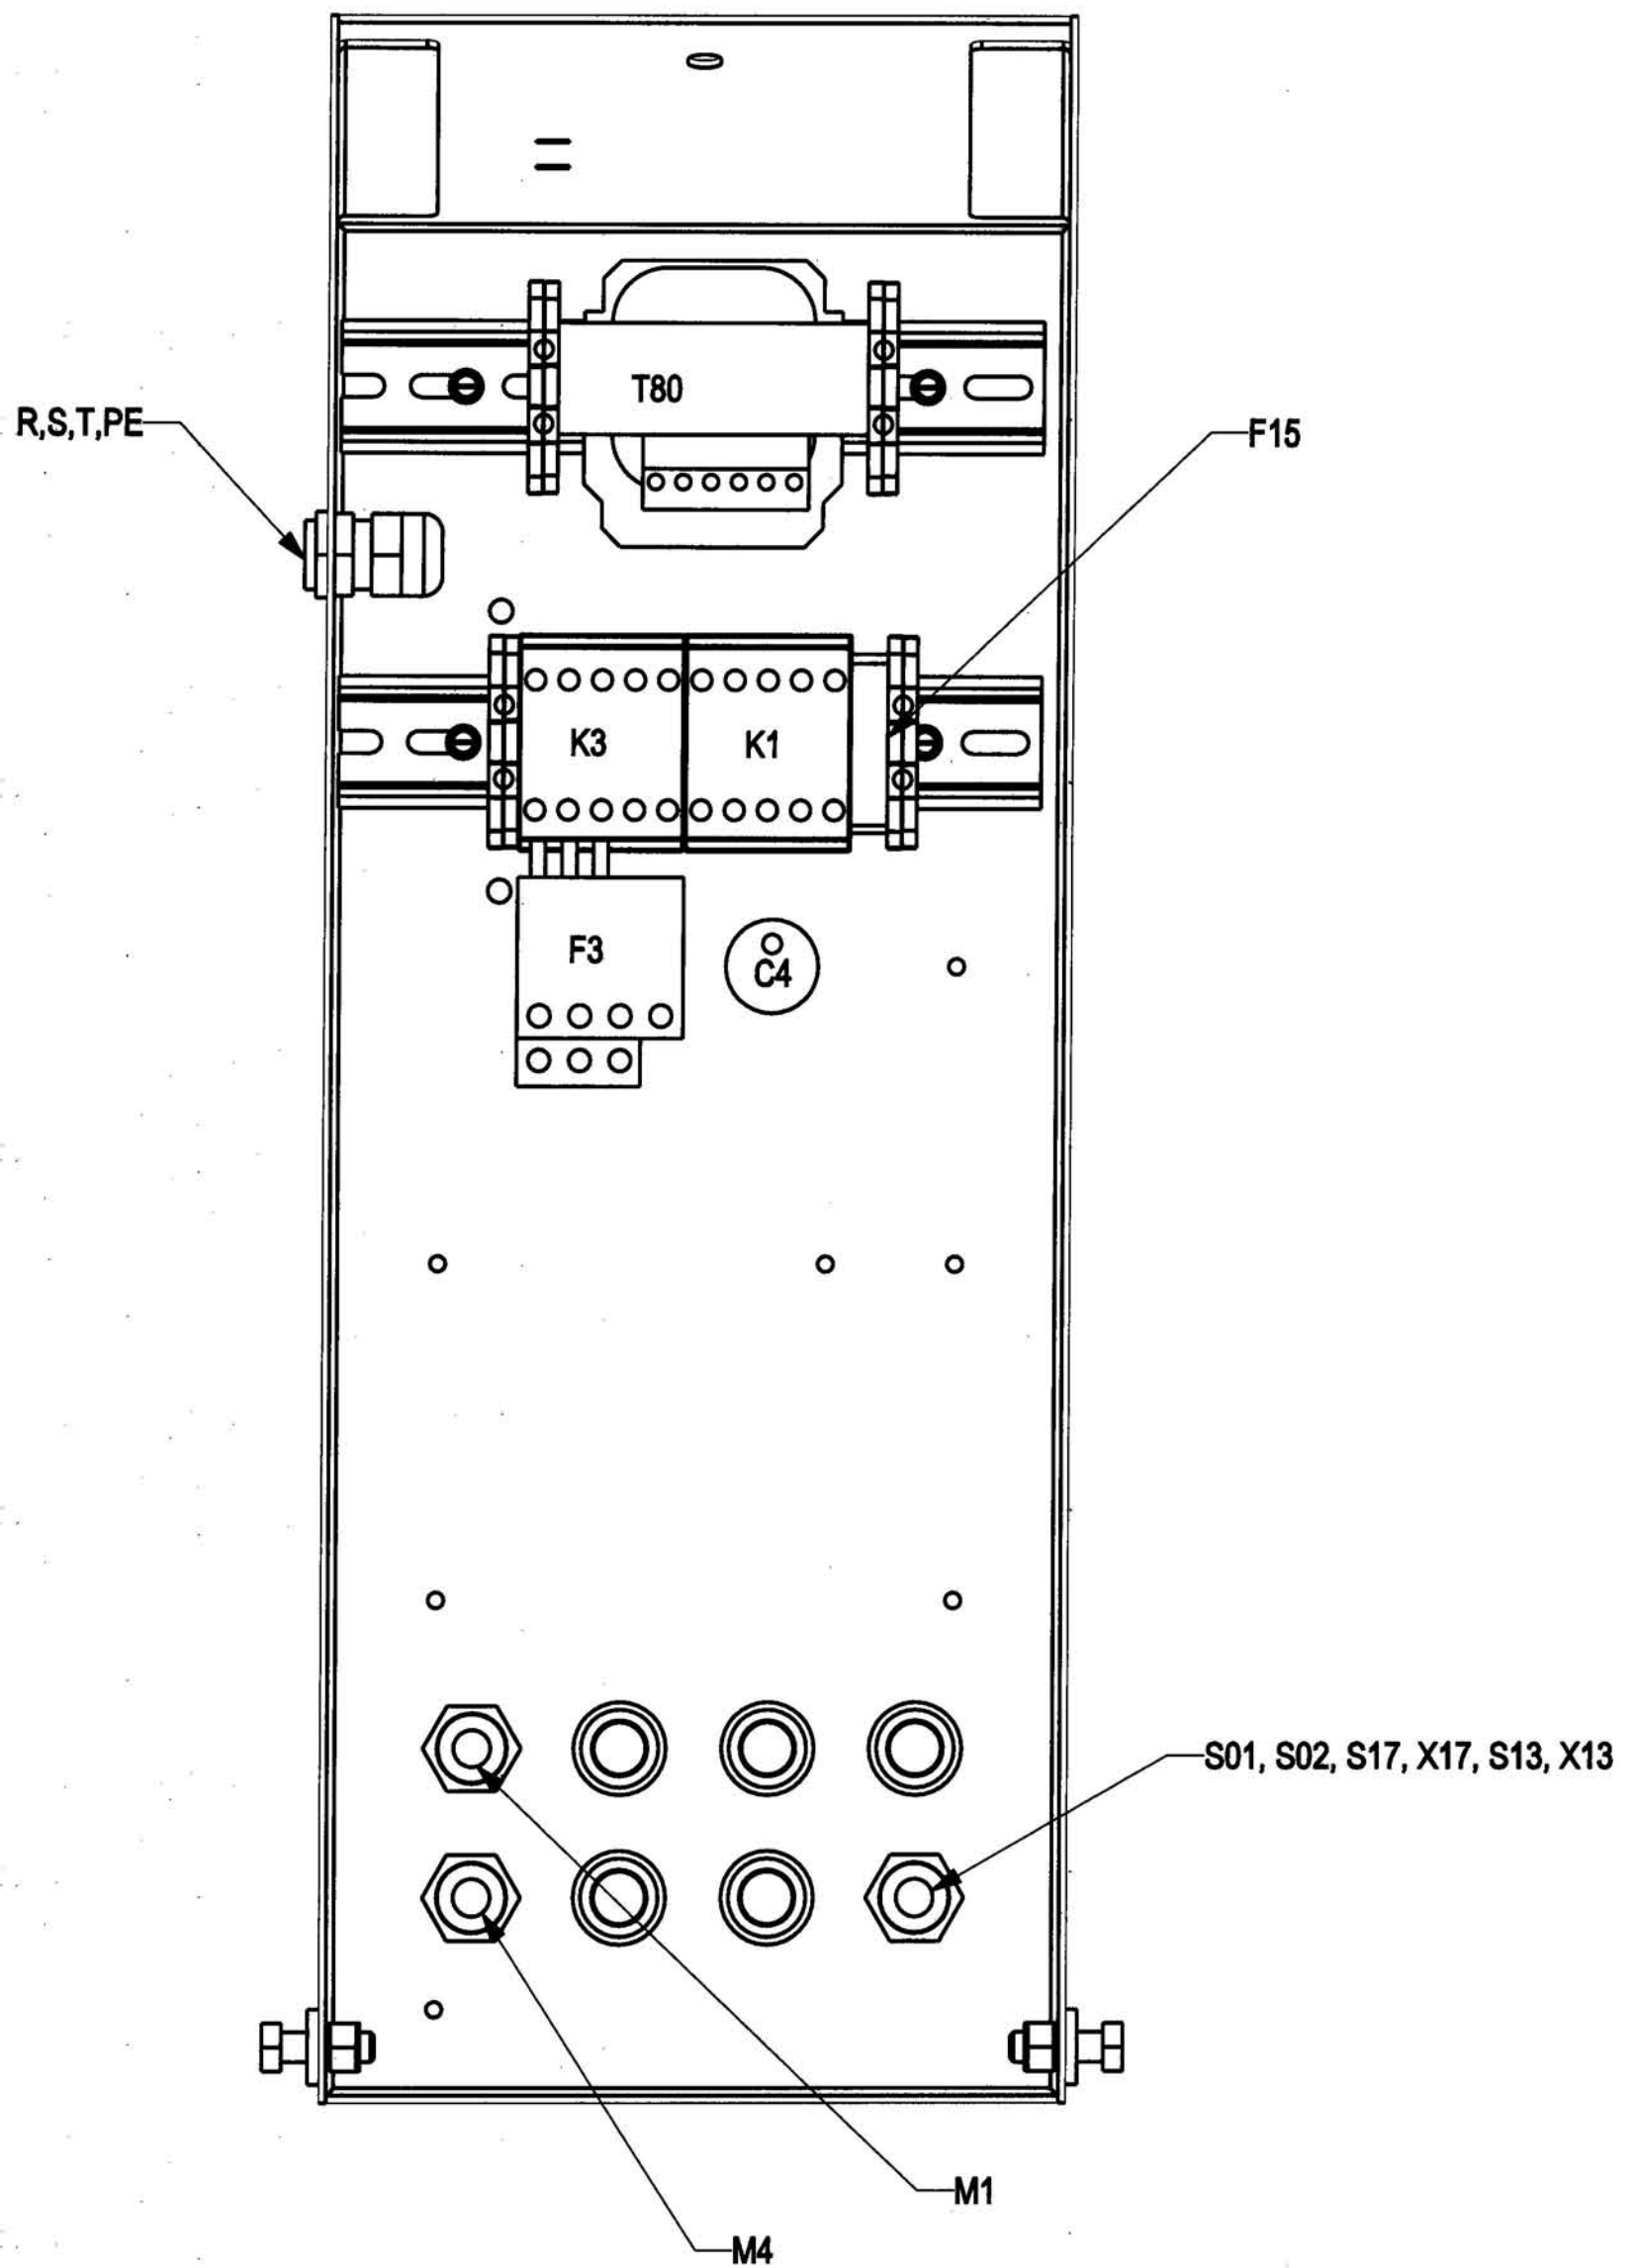 T80
R,S,T,PE
F15
K3
K1
F3
C4
S01, S02, S17, X17, S13, X13
M1
M4